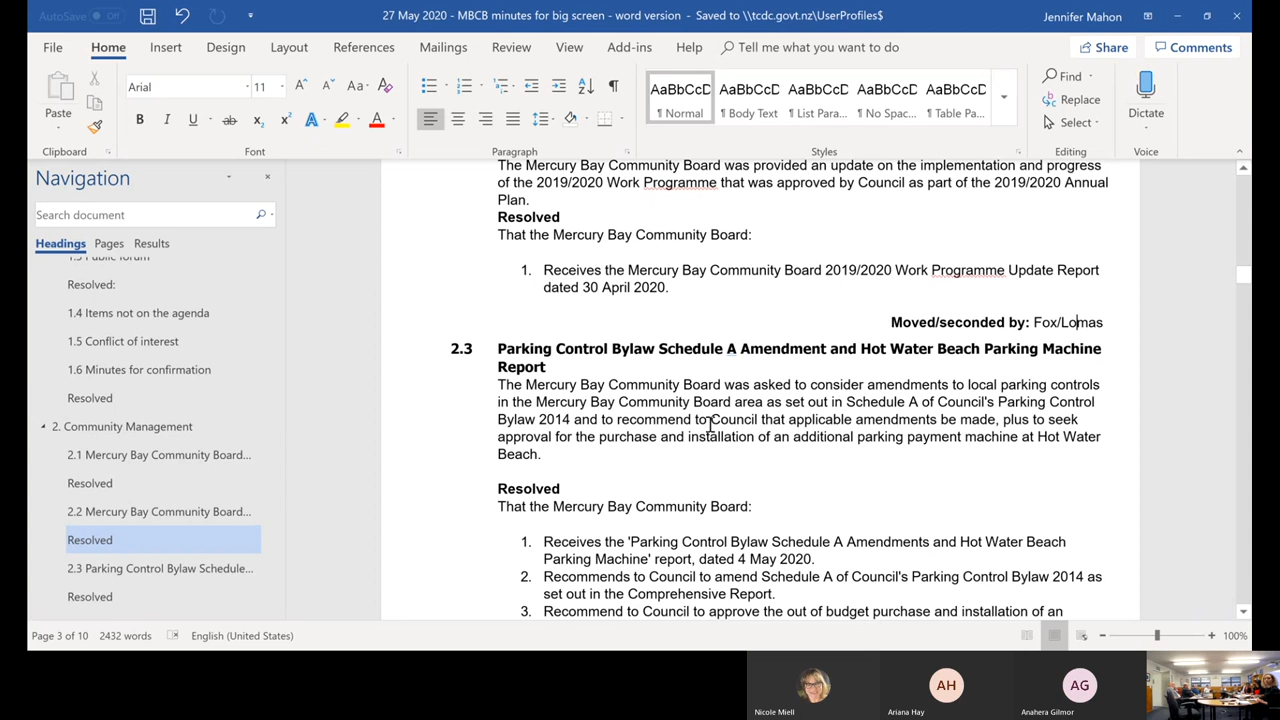 AutoSave Off
27 May 2020 - MBCB minutes for big screen - word version - Saved to \\tcdc.govt.nz\UserProfiles$
Jennifer Mahon
File Home Insert Design Layout References Mailings Review View Add-ins Help Tell me what you want to do Share Comments
Paste
Clipboard
Arial 11
Font
Paragraph
AaBbCcD AaBbCcD AaBbCcD AaBbCcD AaBbCcD
¶ Normal ¶ Body Text ¶ List Para... ¶ No Spac... ¶ Table Pa...
Styles
Find
Replace
Select
Editing
Dictate
Voice
Navigation
Search document
Headings Pages Results
1.3 Public forum
Resolved:
1.4 Items not on the agenda
1.5 Conflict of interest
1.6 Minutes for confirmation
Resolved
2. Community Management
2.1 Mercury Bay Community Board...
Resolved
2.2 Mercury Bay Community Board...
Resolved
2.3 Parking Control Bylaw Schedule...
Resolved
The Mercury Bay Community Board was provided an update on the implementation and progress
of the 2019/2020 Work Programme that was approved by Council as part of the 2019/2020 Annual
Plan.
Resolved
That the Mercury Bay Community Board:
1. Receives the Mercury Bay Community Board 2019/2020 Work Programme Update Report
dated 30 April 2020.
Moved/seconded by: Fox/Lomas
2.3 Parking Control Bylaw Schedule A Amendment and Hot Water Beach Parking Machine
Report
The Mercury Bay Community Board was asked to consider amendments to local parking controls
in the Mercury Bay Community Board area as set out in Schedule A of Council's Parking Control
Bylaw 2014 and to recommend to Council that applicable amendments be made, plus to seek
approval for the purchase and installation of an additional parking payment machine at Hot Water
Beach.
Resolved
That the Mercury Bay Community Board:
1. Receives the 'Parking Control Bylaw Schedule A Amendments and Hot Water Beach
Parking Machine' report, dated 4 May 2020.
2. Recommends to Council to amend Schedule A of Council's Parking Control Bylaw 2014 as
set out in the Comprehensive Report.
3. Recommend to Council to approve the out of budget purchase and installation of an
Page 3 of 10 2432 words English (United States) 100%
AH
AG
Nicole Miell
Ariana Hay
Anahera Gilmor